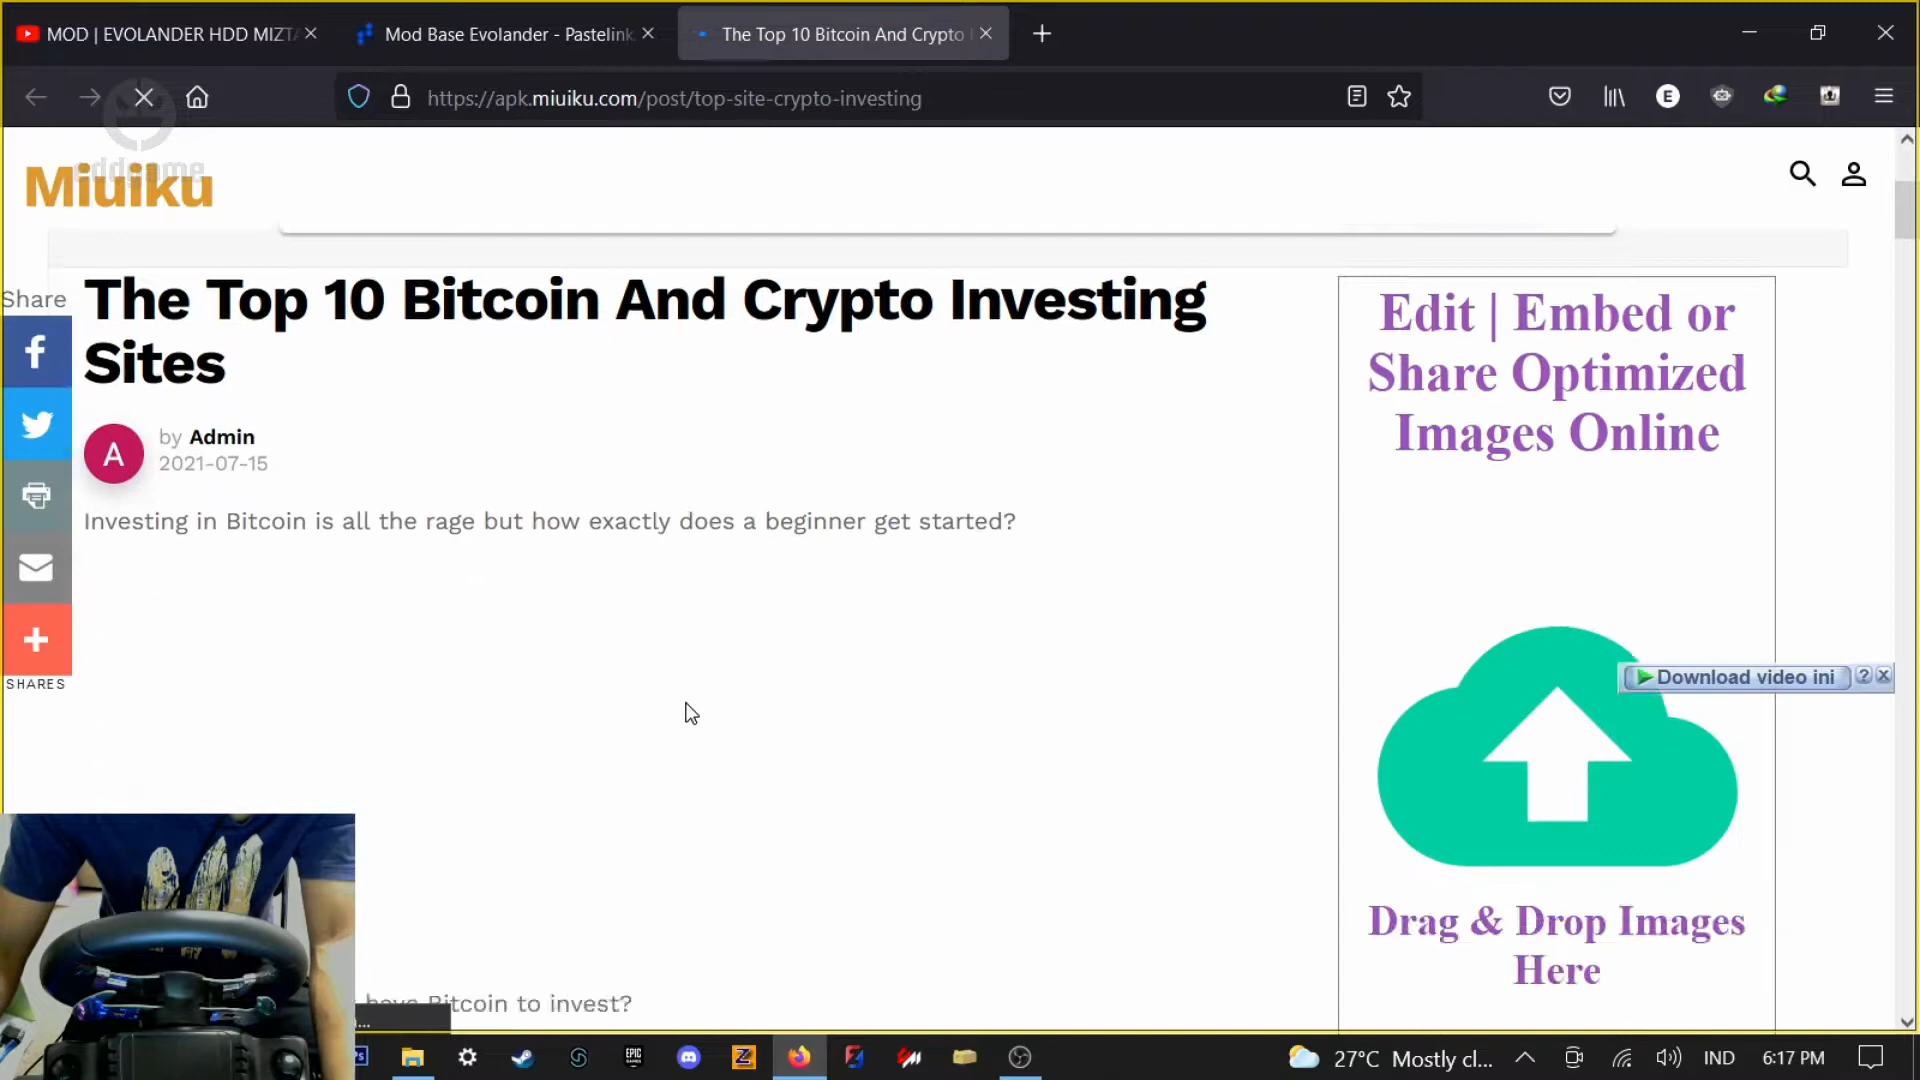 MOD | EVOLANDER HDD MIZTA
Mod Base Evolander - Pastelink
The Top 10 Bitcoin And Crypto
https://apk.miuiku.com/post/top-site-crypto-investing
E
eddgame
Miuiku
Share
The Top 10 Bitcoin And Crypto Investing
Sites
A
by Admin
2021-07-15
Investing in Bitcoin is all the rage but how exactly does a beginner get started?
SHARES
Edit | Embed or
Share Optimized
Images Online
Download video ini
?
Drag & Drop Images
Here
have Bitcoin to invest?
EPIC
GAMES
27°C Mostly cl...
IND
6:17 PM